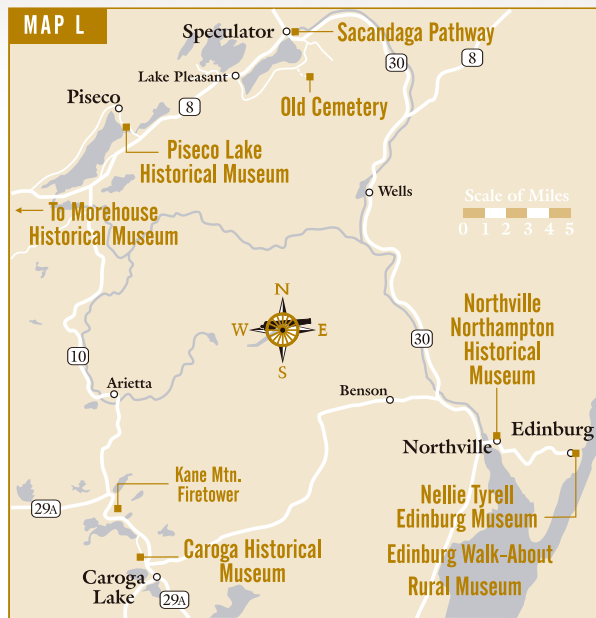 MAP L
Speculator
Sacandaga Pathway
Lake Pleasant
30
8
Piseco
8
Old Cemetery
Piseco Lake
Historical Museum
Wells
Scale of Miles
0 1 2 3 4 5
To Morehouse
Historical Museum
N
W E
S
Northville
Northampton
Historical
Museum
10
30
Arietta
Benson
Edinburg
Northville
Kane Mtn.
Firetower
29A
Nellie Tyrell
Edinburg Museum
Caroga Historical
Museum
Edinburg Walk-About
Rural Museum
Caroga
Lake
29A